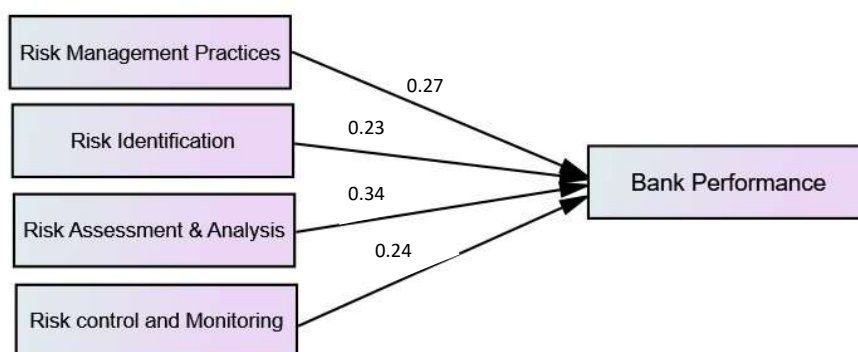 Risk Management Practices
0.27
Risk Identification
0.23
Bank Performance
0.34
Risk Assessment & Analysis
0.24
Risk control and Monitoring